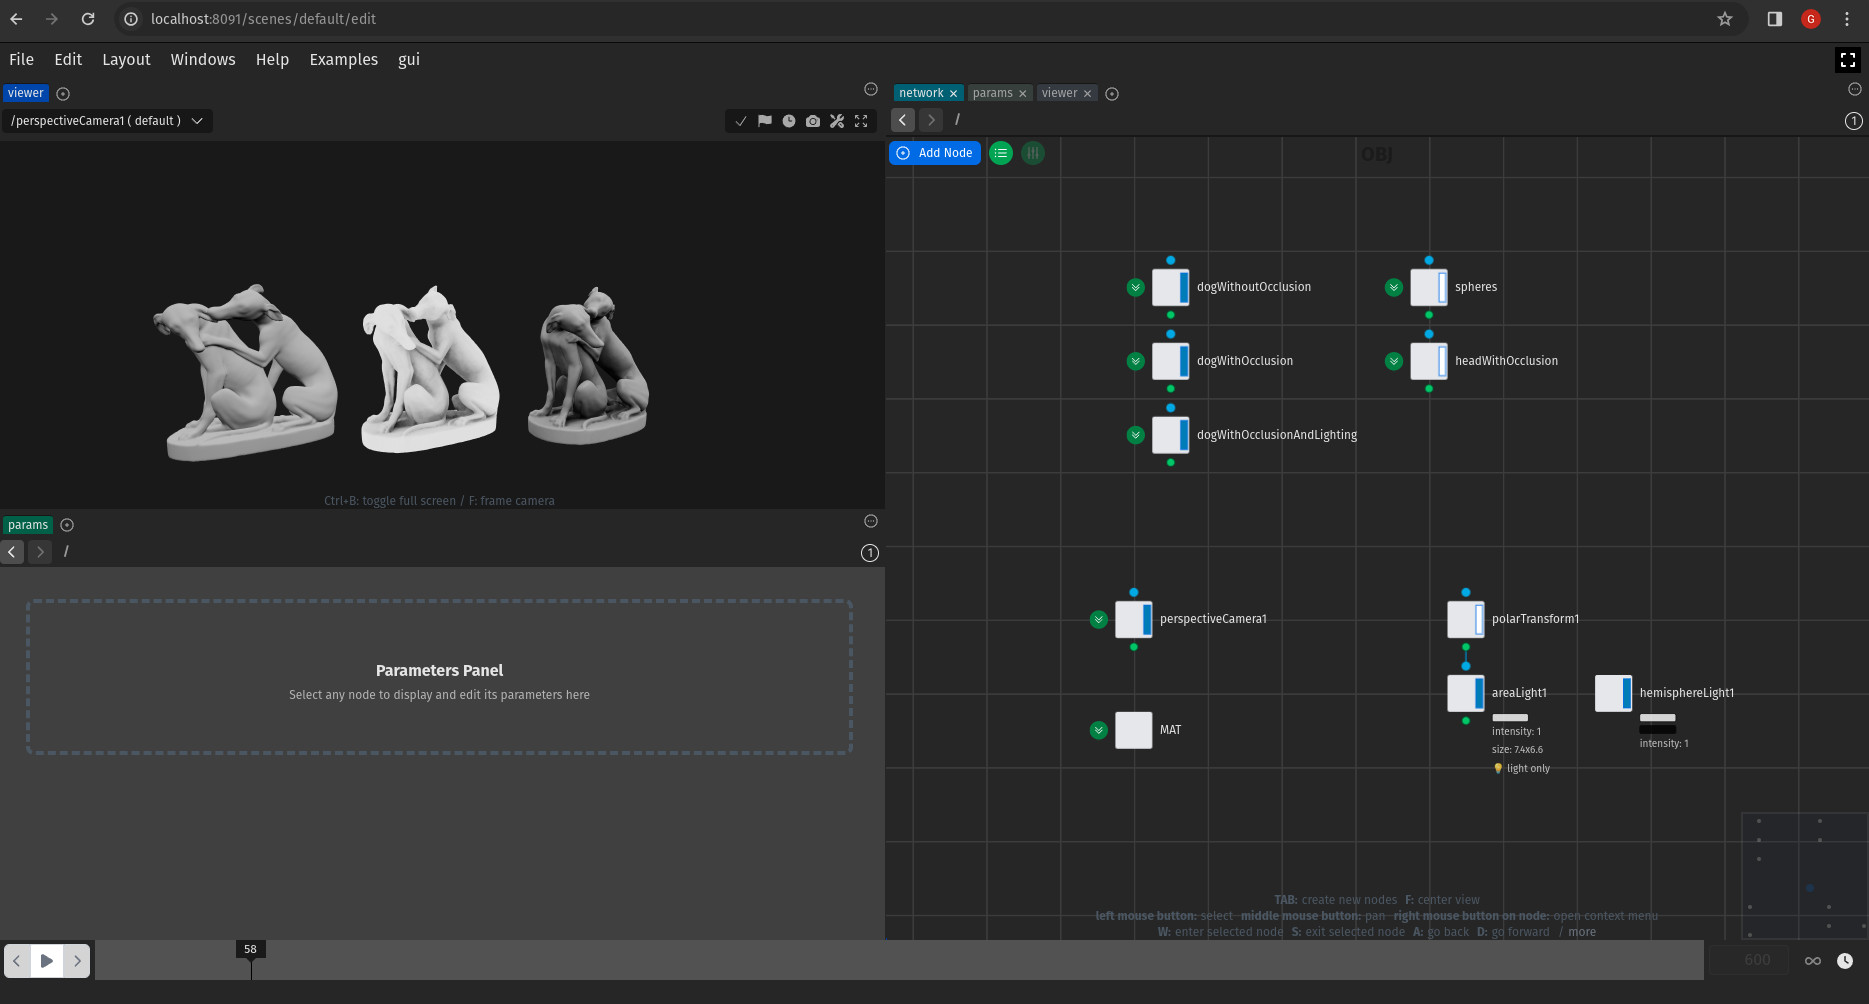 localhost:8091/scenes/default/edit
G
File Edit Layout Windows Help Examples gui
viewer
/perspectiveCamera1 ( default )
Ctrl+B: toggle full screen / F: frame camera
params
/
1
Parameters Panel
Select any node to display and edit its parameters here
network params viewer
/
1
Add Node
OBJ
dogWithoutOcclusion
spheres
dogWithOcclusion
headWithOcclusion
dogWithOcclusionAndLighting
perspectiveCamera1
polarTransform1
areaLight1
hemisphereLight1
intensity: 1
size: 7.4x6.6
light only
intensity: 1
MAT
TAB: create new nodes F: center view
left mouse button: select middle mouse button: pan right mouse button on node: open context menu
W: enter selected node S: exit selected node A: go back D: go forward / more
58
600